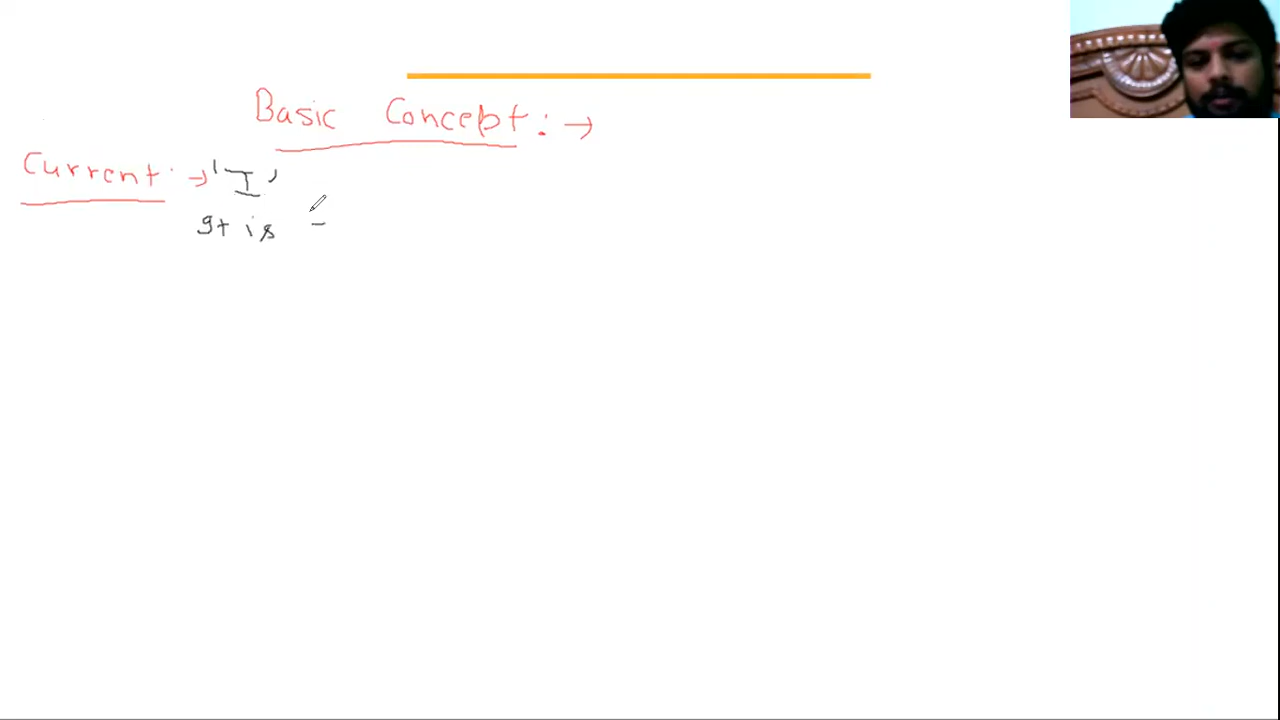 Basic Concept :→
Current :→ 'I'
It is